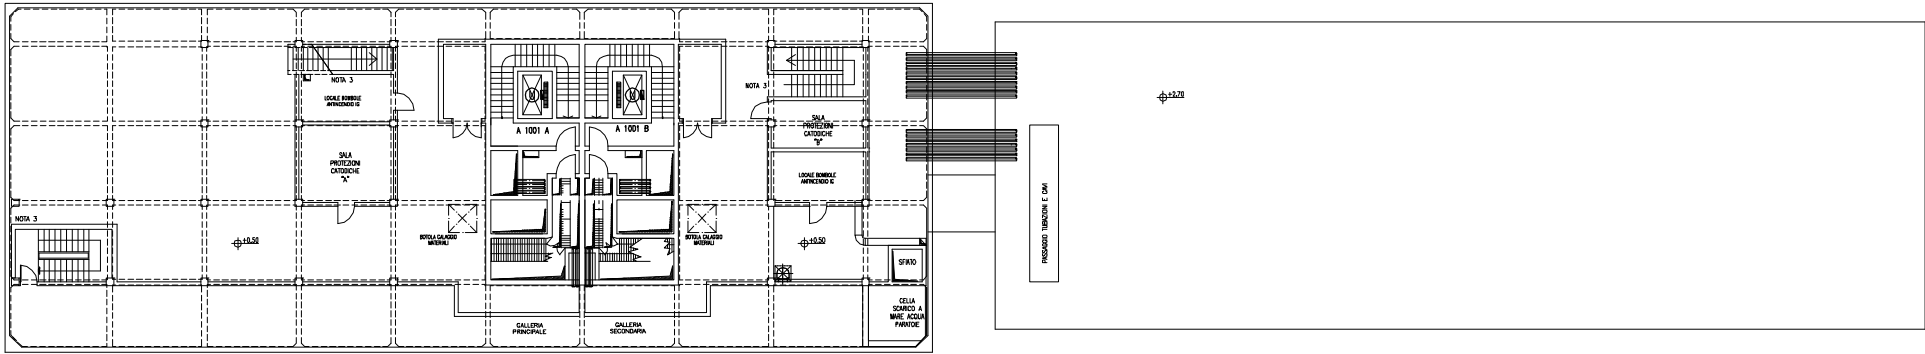 NOTA 3
LOCALE BOMBOLE
ANTINCENDIO IG
SALA
PROTEZIONI
CATODICHE
"A"
NOTA 3
+0.50
BOTOLA CALAGGIO
MATERIALI
A 1001 A
A 1001 B
GALLERIA
PRINCIPALE
GALLERIA
SECONDARIA
BOTOLA CALAGGIO
MATERIALI
NOTA 3
SALA
PROTEZIONI
CATODICHE
"B"
LOCALE BOMBOLE
ANTINCENDIO IG
+0.50
SFIATO
CELLA
SCARICO A
MARE ACQUA
PARATOIE
PASSAGGIO TUBAZIONI E CAVI
+2.70